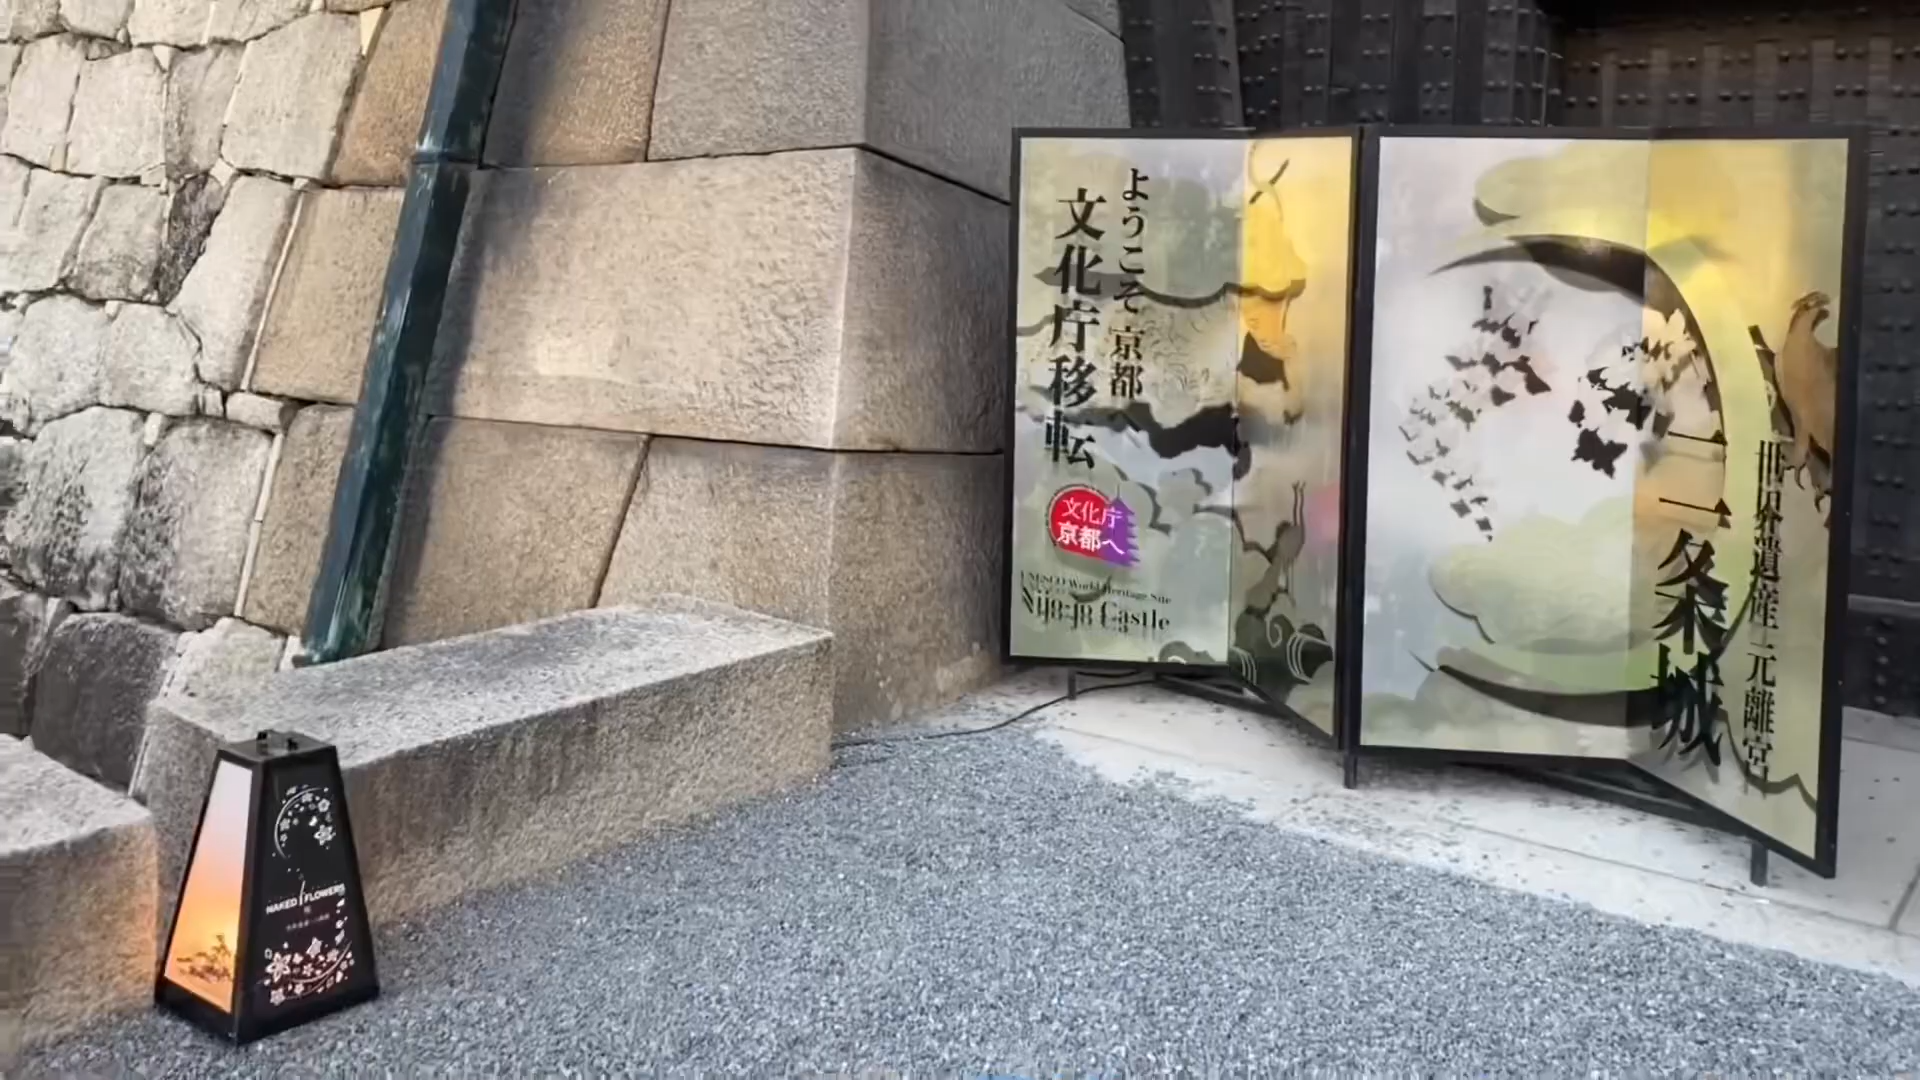 ようこそ京都へ
文化庁移転
文化庁
京都へ
UNESCO World Heritage Site
Nijo-jo Castle
世界遺産元離宮
二条城
NAKED FLOWERS